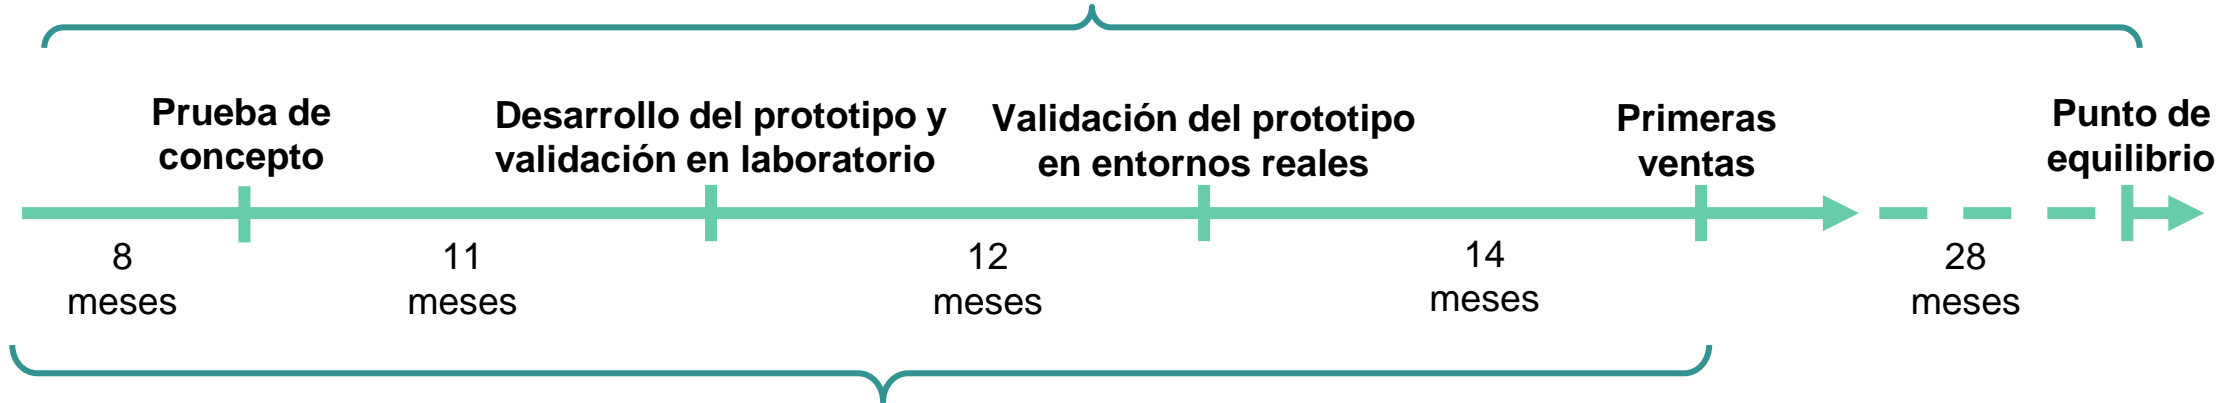 Prueba de
concepto
Desarrollo del prototipo y
validación en laboratorio
Validación del prototipo
en entornos reales
Primeras
ventas
Punto de
equilibrio
8
meses
11
meses
12
meses
14
meses
28
meses